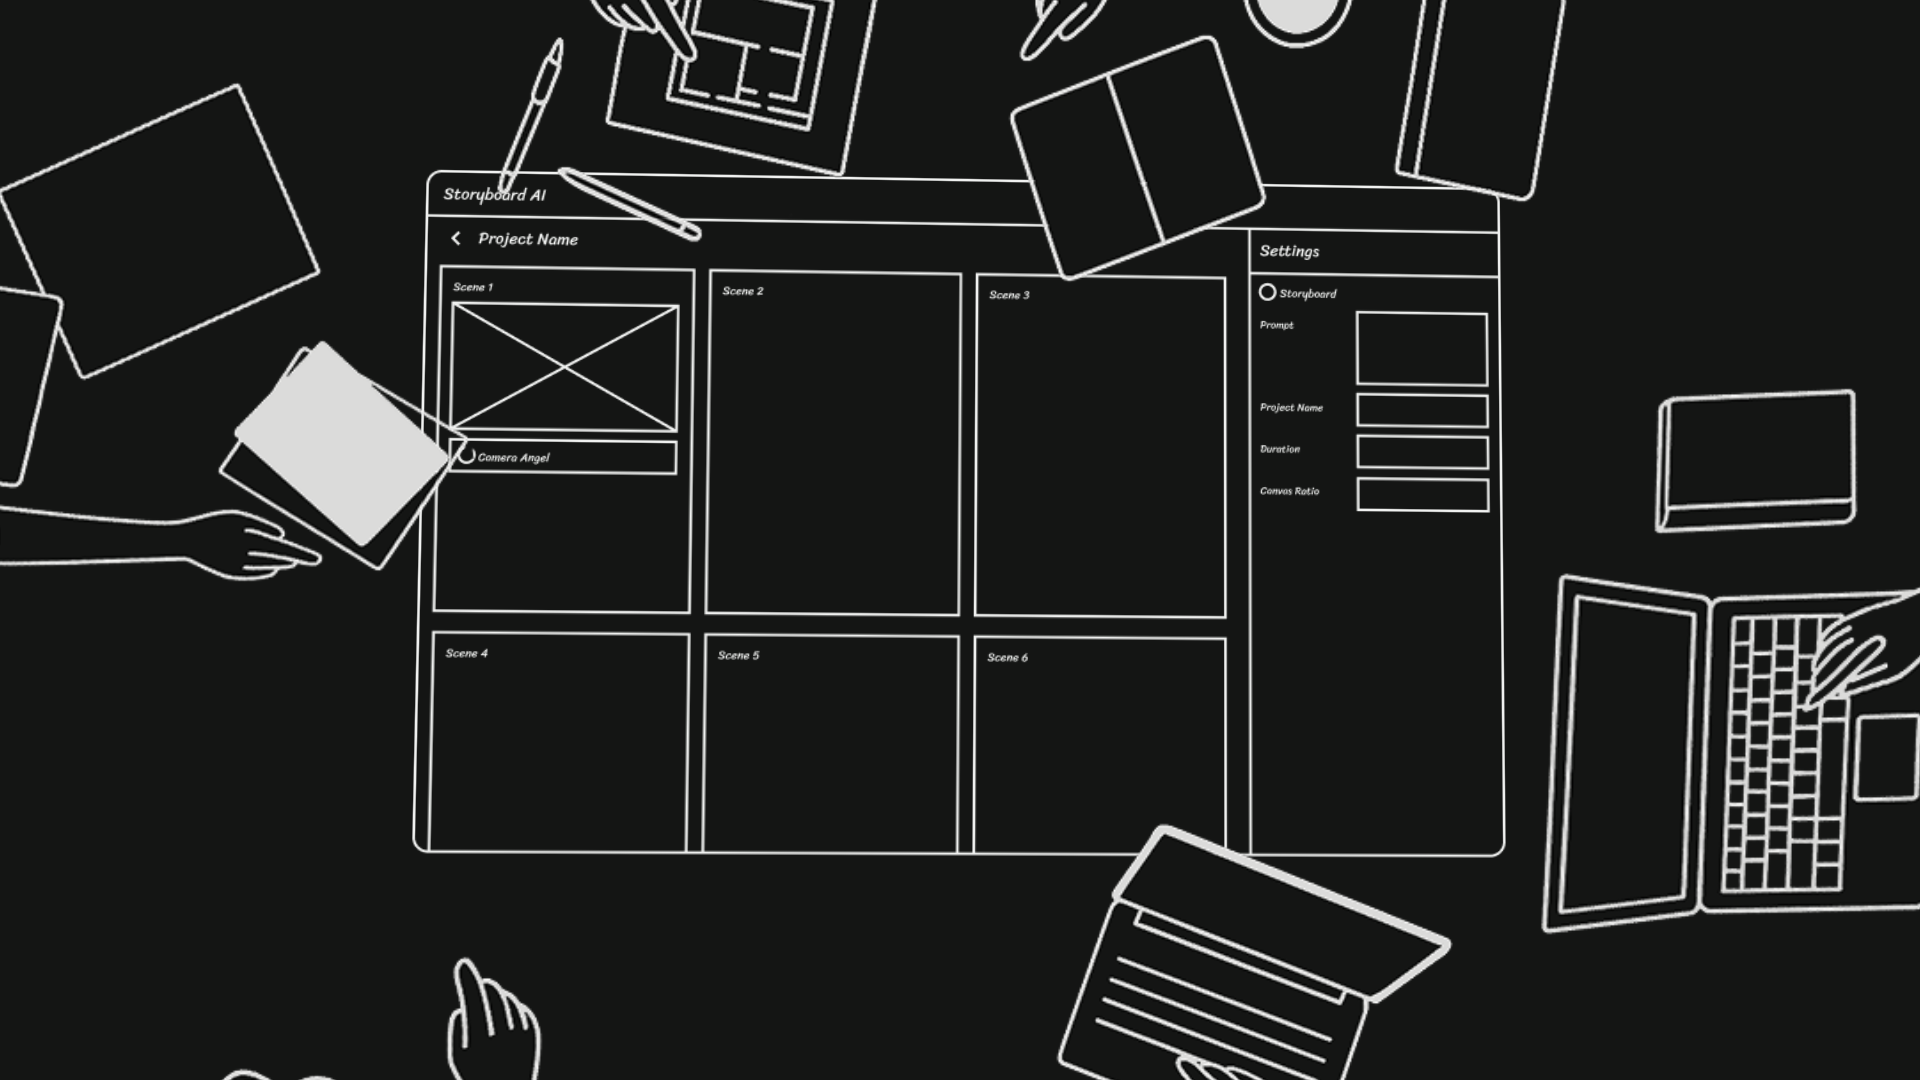 Storyboard AI
Project Name
Settings
Scene 1
Scene 2
Scene 3
Storyboard
Prompt
Project Name
Duration
Canvas Ratio
Camera Angel
Scene 4
Scene 5
Scene 6